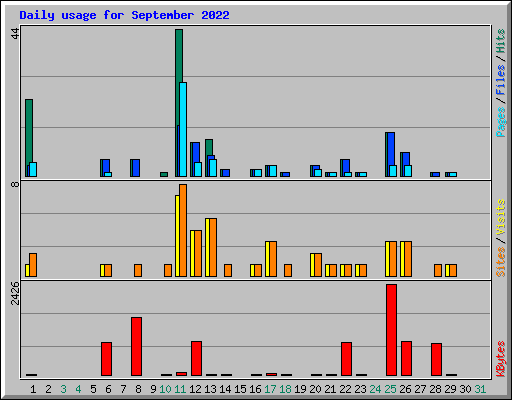 Daily usage for September 2022
44
8
2426
Pages / Files / Hits
Sites / Visits
KBytes
1 2 3 4 5 6 7 8 9 10 11 12 13 14 15 16 17 18 19 20 21 22 23 24 25 26 27 28 29 30 31